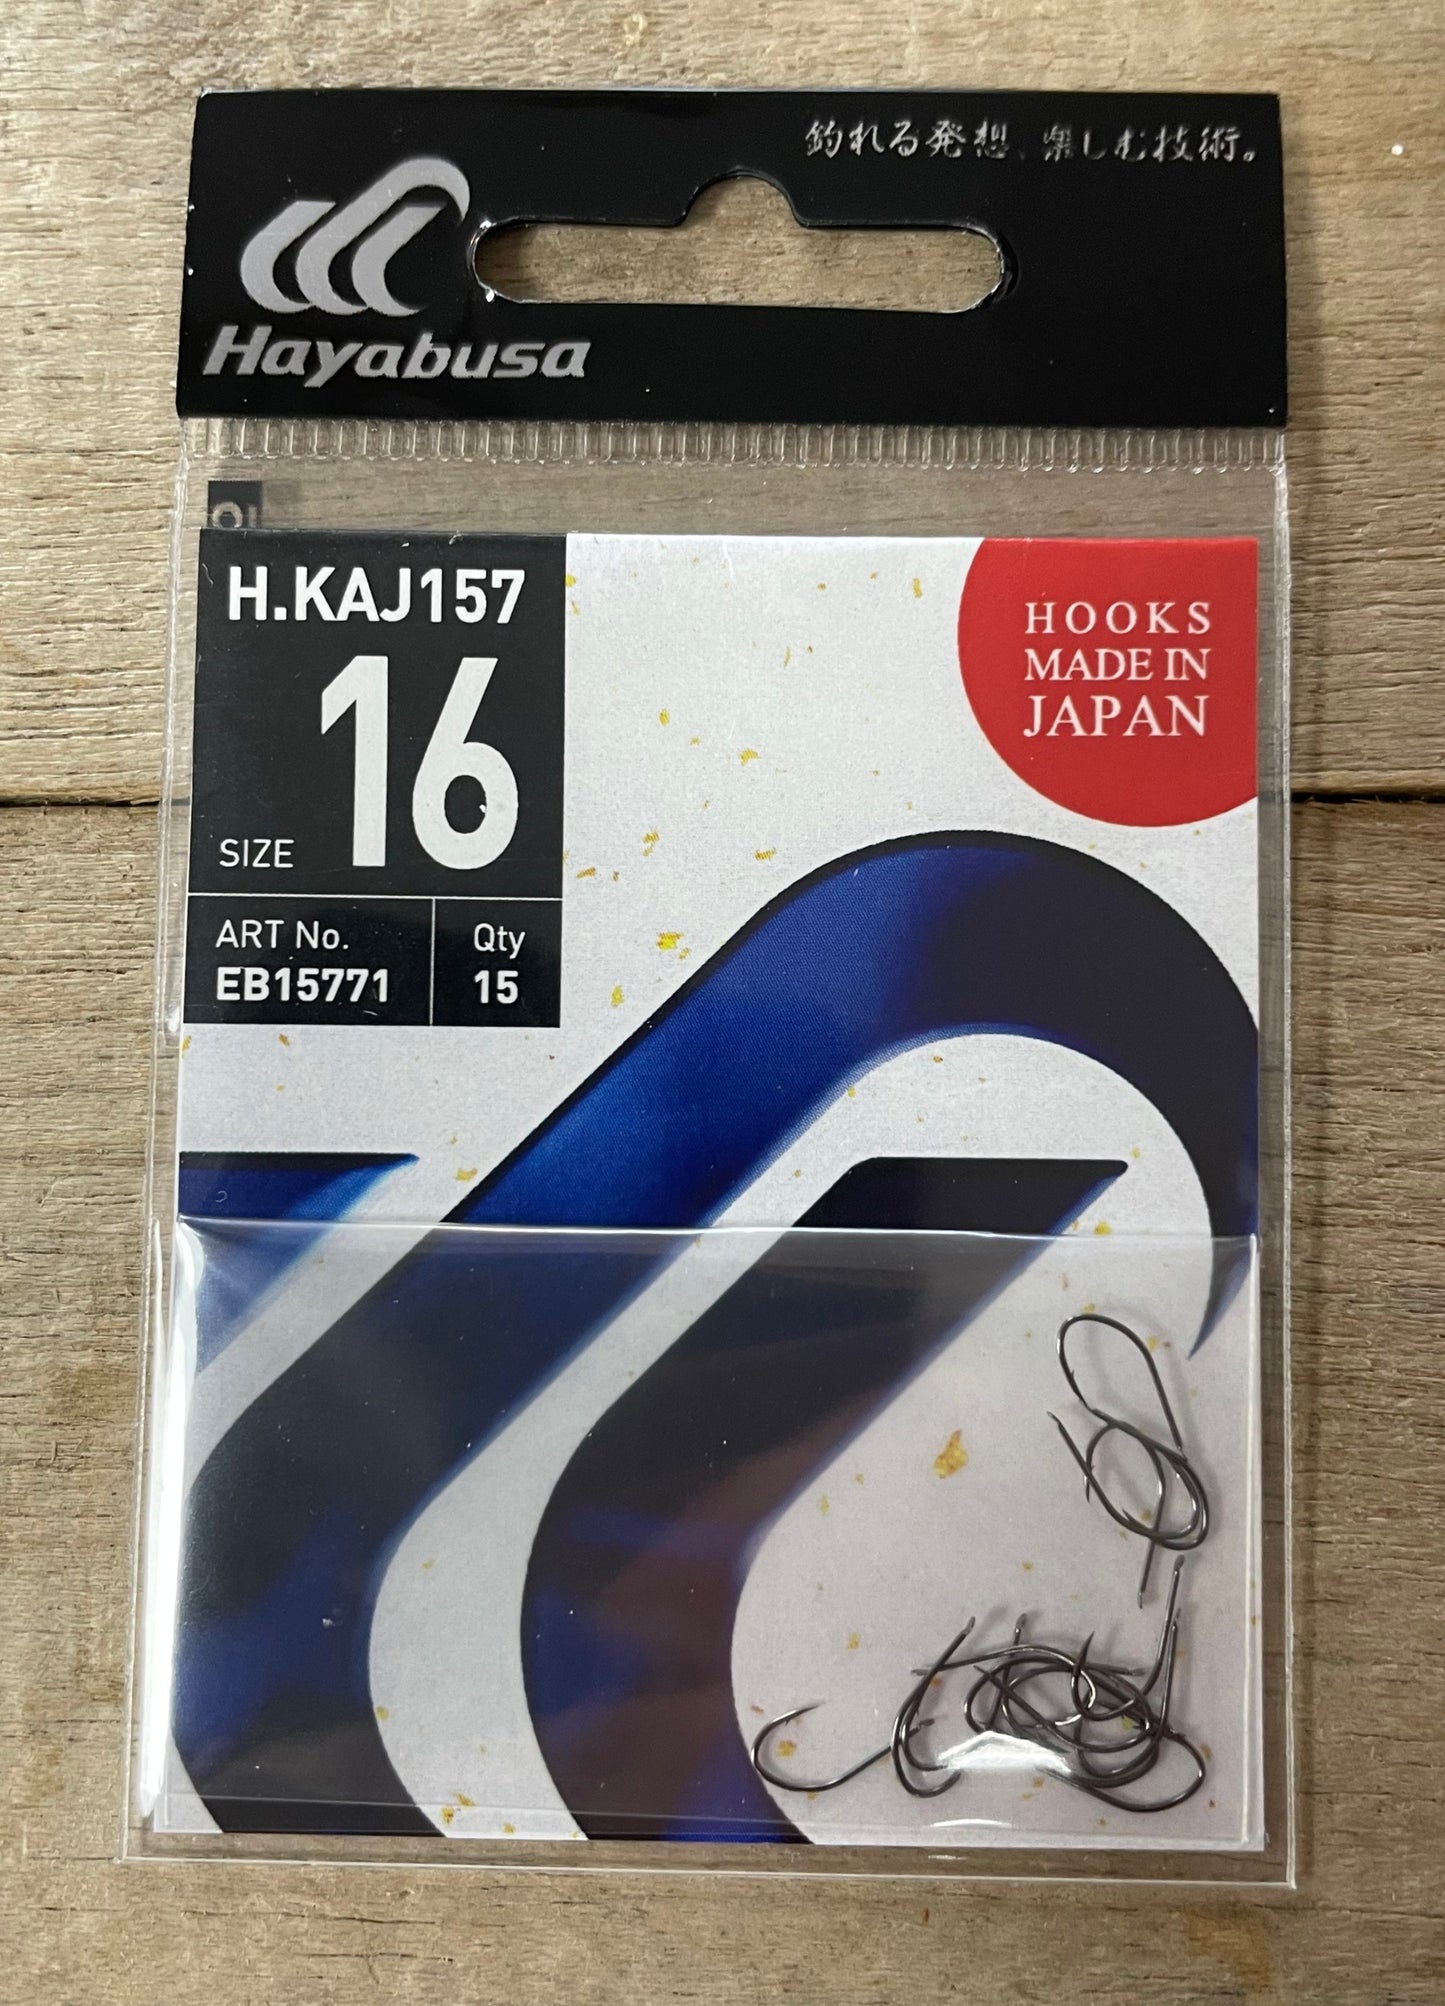 釣れる発想、楽しむ技術。
Hayabusa
H.KAJ157
SIZE 16
ART No.
EB15771
Qty
15
HOOKS
MADE IN
JAPAN